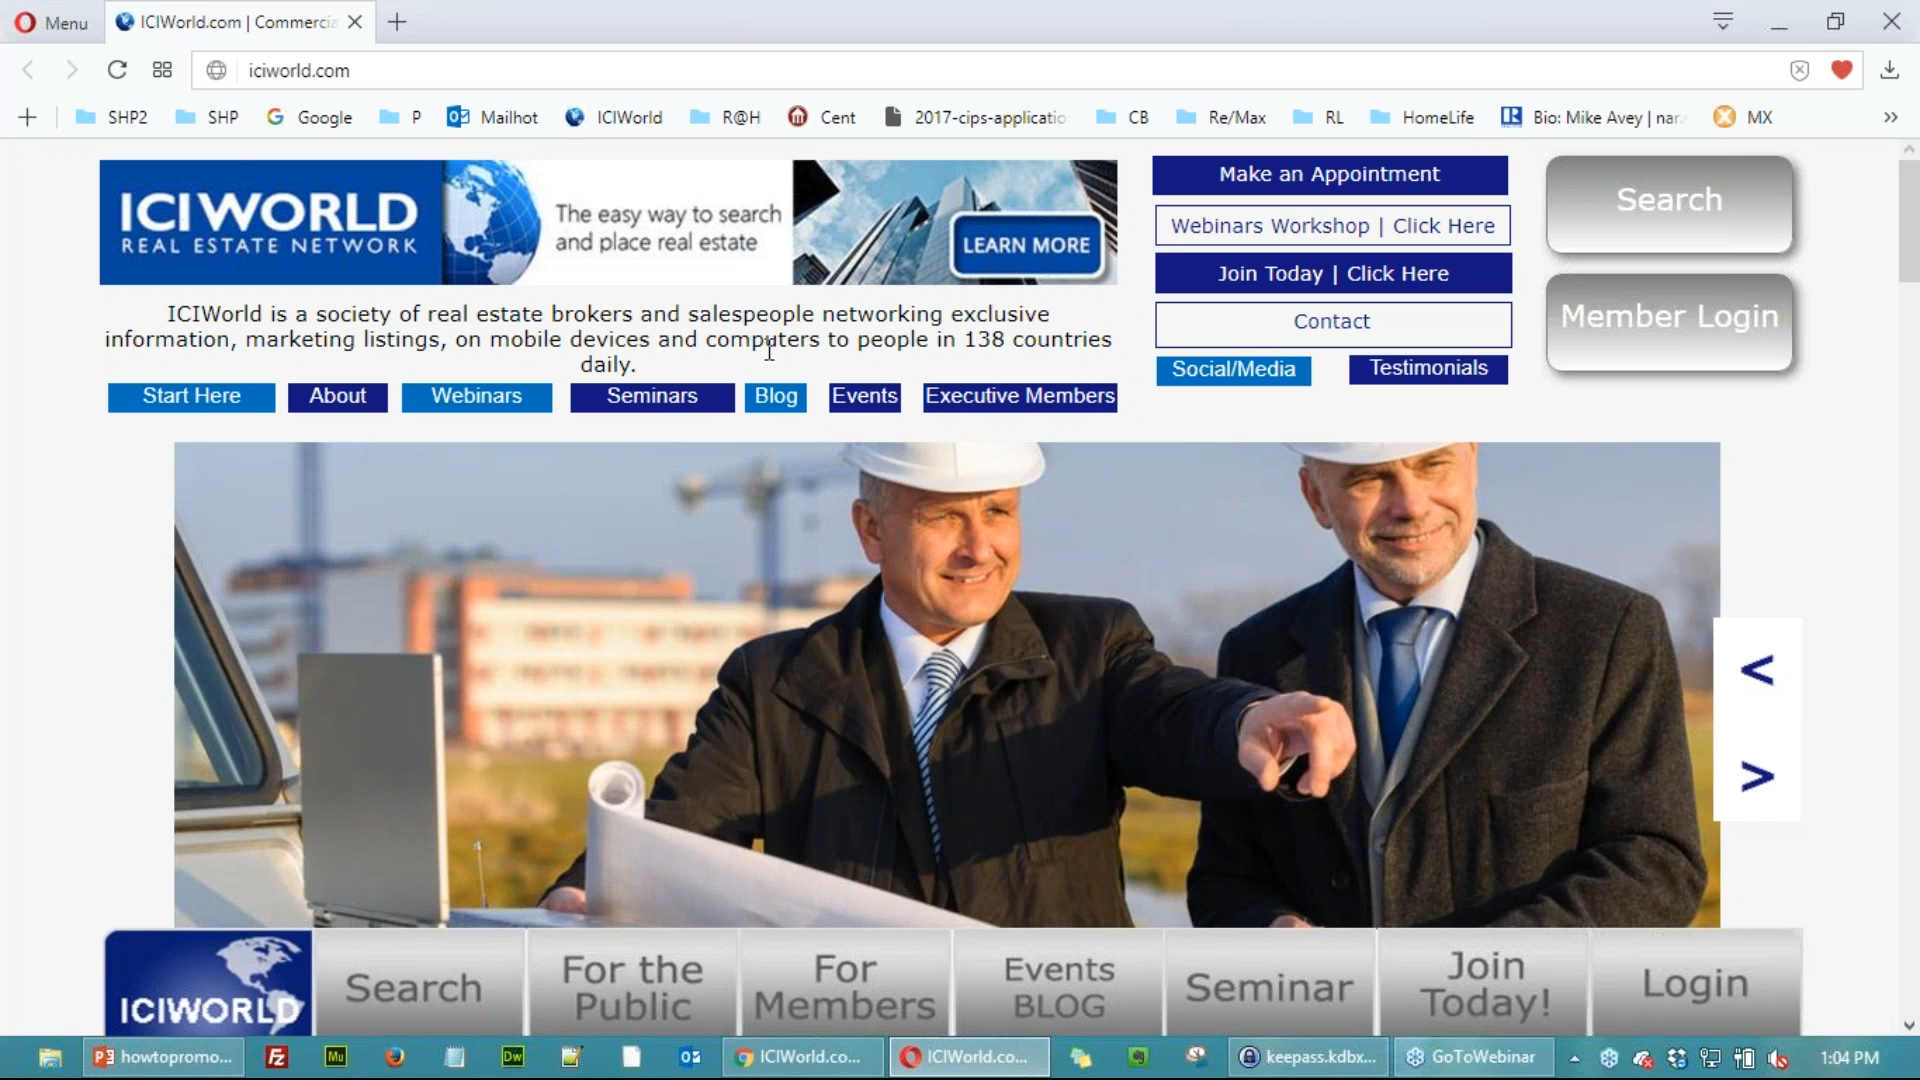 Menu
ICIWorld.com | Commercia
iciworld.com
SHP2
SHP
Google
P
Mailhot
ICIWorld
R@H
Cent
2017-cips-applicatio
CB
Re/Max
RL
HomeLife
Bio: Mike Avey | nar.
MX
ICIWORLD
REAL ESTATE NETWORK
The easy way to search
and place real estate
LEARN MORE
Make an Appointment
Webinars Workshop | Click Here
Join Today | Click Here
Contact
Social/Media
Testimonials
Search
Member Login
ICIWorld is a society of real estate brokers and salespeople networking exclusive
information, marketing listings, on mobile devices and computers to people in 138 countries
daily.
Start Here
About
Webinars
Seminars
Blog
Events
Executive Members
<
>
ICIWORLD
Search
For the
Public
For
Members
Events
BLOG
Seminar
Join
Today!
Login
howtopromo...
Mu
Dw
ICIWorld.co...
ICIWorld.co...
keepass.kdbx...
GoToWebinar
1:04 PM